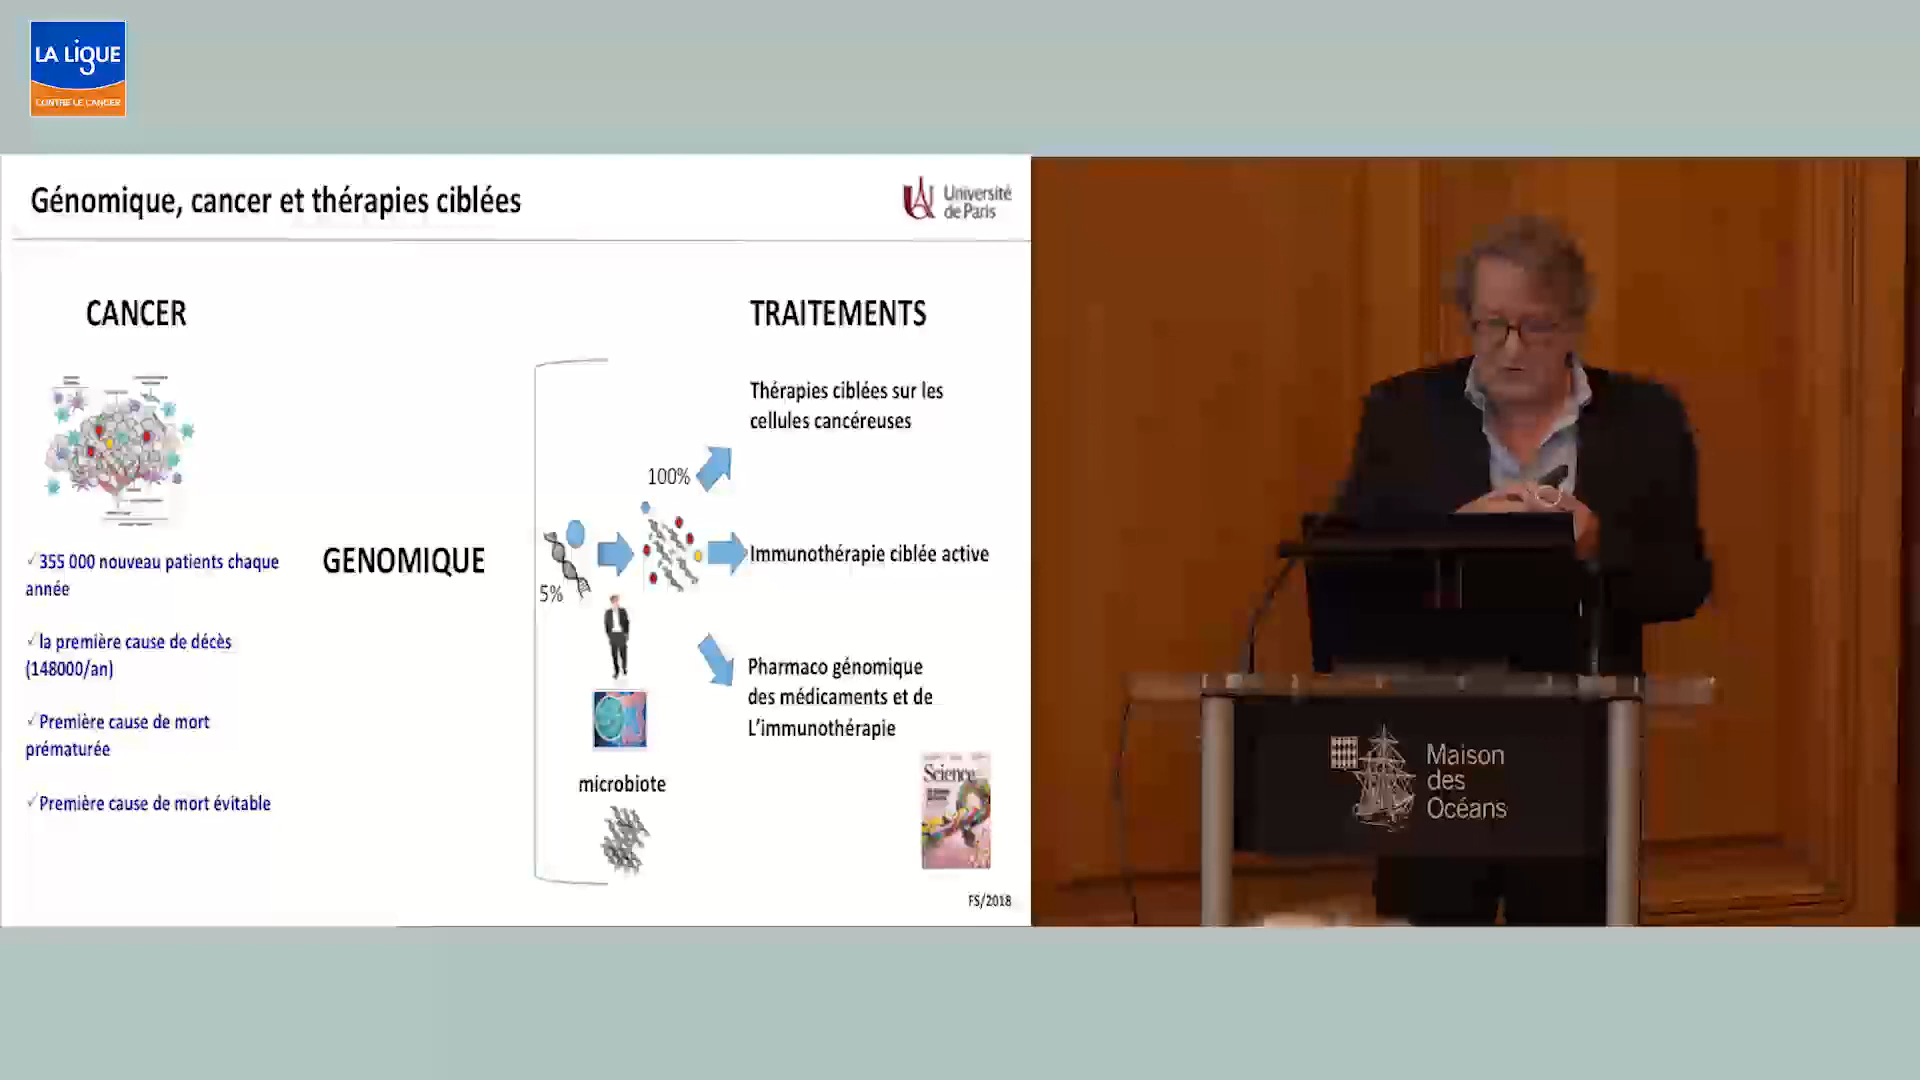 LA LIGUE
CONTRE LE CANCER
Génomique, cancer et thérapies ciblées
Université
de Paris
CANCER
✓355 000 nouveau patients chaque
année
✓la première cause de décès
(148000/an)
✓Première cause de mort
prématurée
✓Première cause de mort évitable
GENOMIQUE
5%
100%
microbiote
TRAITEMENTS
Thérapies ciblées sur les
cellules cancéreuses
Immunothérapie ciblée active
Pharmaco génomique
des médicaments et de
L’immunothérapie
Science
FS/2018
Maison
des
Océans